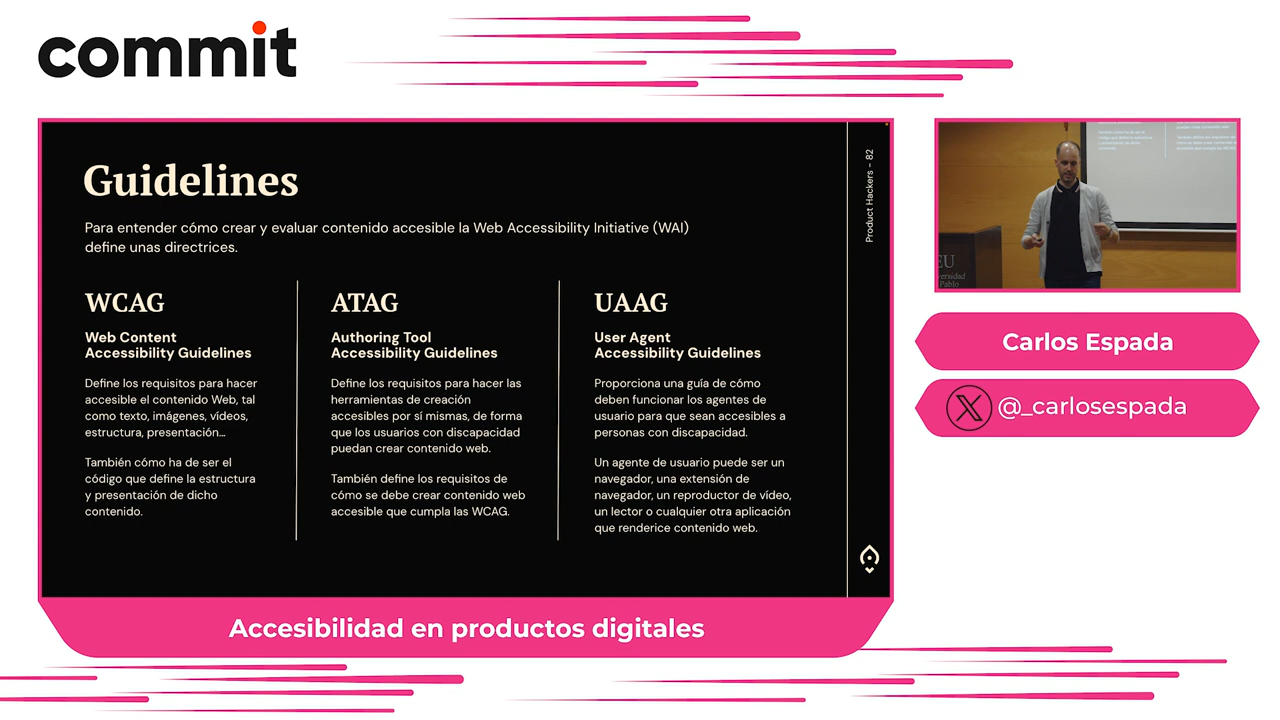 commit
Guidelines
Para entender cómo crear y evaluar contenido accesible la Web Accessibility Initiative (WAI)
define unas directrices.
WCAG
Web Content
Accessibility Guidelines
Define los requisitos para hacer
accesible el contenido Web, tal
como texto, imágenes, vídeos,
estructura, presentación...
También cómo ha de ser el
código que define la estructura
y presentación de dicho
contenido.
ATAG
Authoring Tool
Accessibility Guidelines
Define los requisitos para hacer las
herramientas de creación
accesibles por sí mismas, de forma
que los usuarios con discapacidad
puedan crear contenido web.
También define los requisitos de
cómo se debe crear contenido web
accesible que cumpla las WCAG.
UAAG
User Agent
Accessibility Guidelines
Proporciona una guía de cómo
deben funcionar los agentes de
usuario para que sean accesibles a
personas con discapacidad.
Un agente de usuario puede ser un
navegador, una extensión de
navegador, un reproductor de vídeo,
un lector o cualquier otra aplicación
que renderice contenido web.
Product Hackers – 82
EU
versidad
Pablo
Carlos Espada
@_carlosespada
Accesibilidad en productos digitales